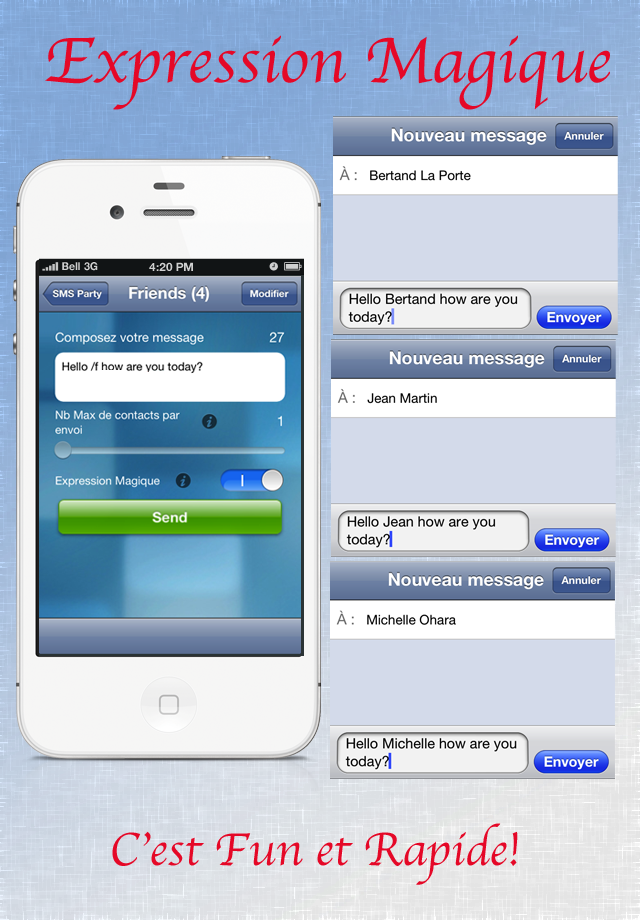 Expression Magique
Bell 3G 4:20 PM
SMS Party Friends (4) Modifier
Composez votre message 27
Hello /f how are you today?
Nb Max de contacts par
envoi 1
Expression Magique
Send
Nouveau message Annuler
À : Bertand La Porte
Hello Bertand how are you
today? Envoyer
Nouveau message Annuler
À : Jean Martin
Hello Jean how are you
today? Envoyer
Nouveau message Annuler
À : Michelle Ohara
Hello Michelle how are you
today? Envoyer
C'est Fun et Rapide!